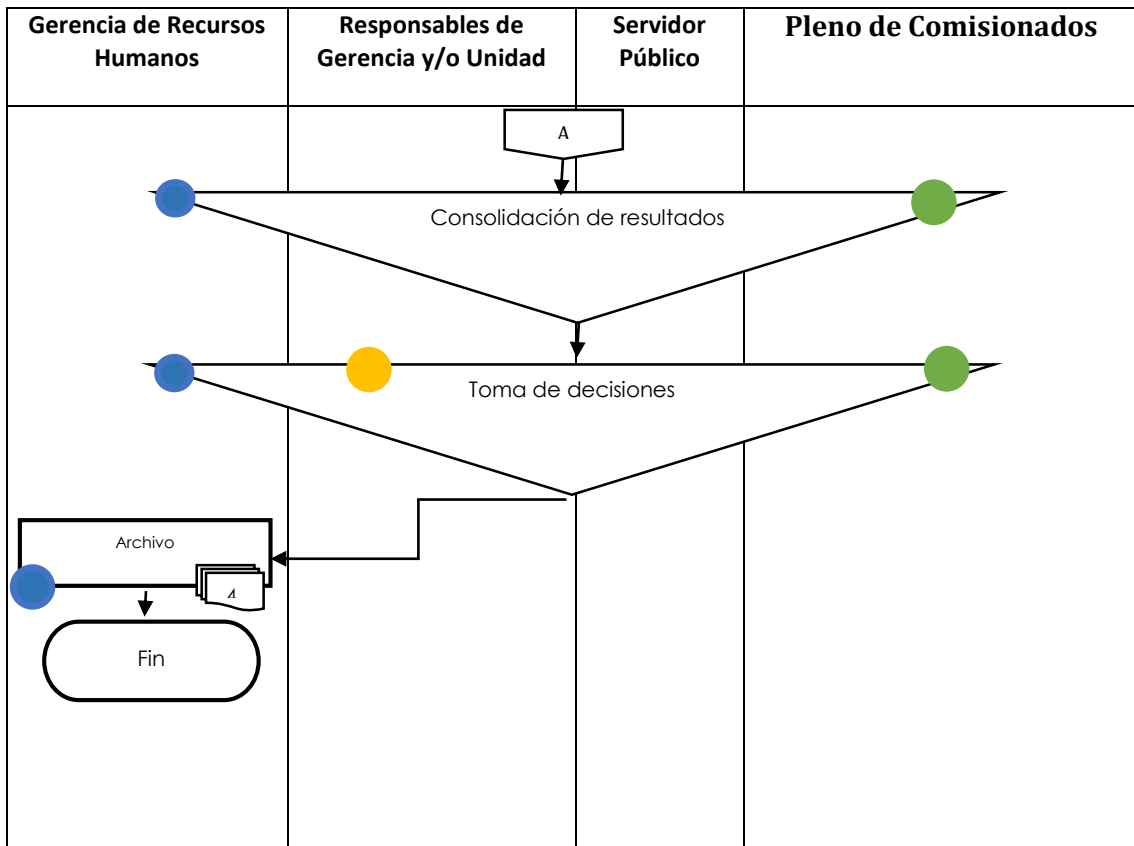 Gerencia de Recursos
Humanos
Responsables de
Gerencia y/o Unidad
Servidor
Público
Pleno de Comisionados
A
Consolidación de resultados
Toma de decisiones
Archivo
Fin